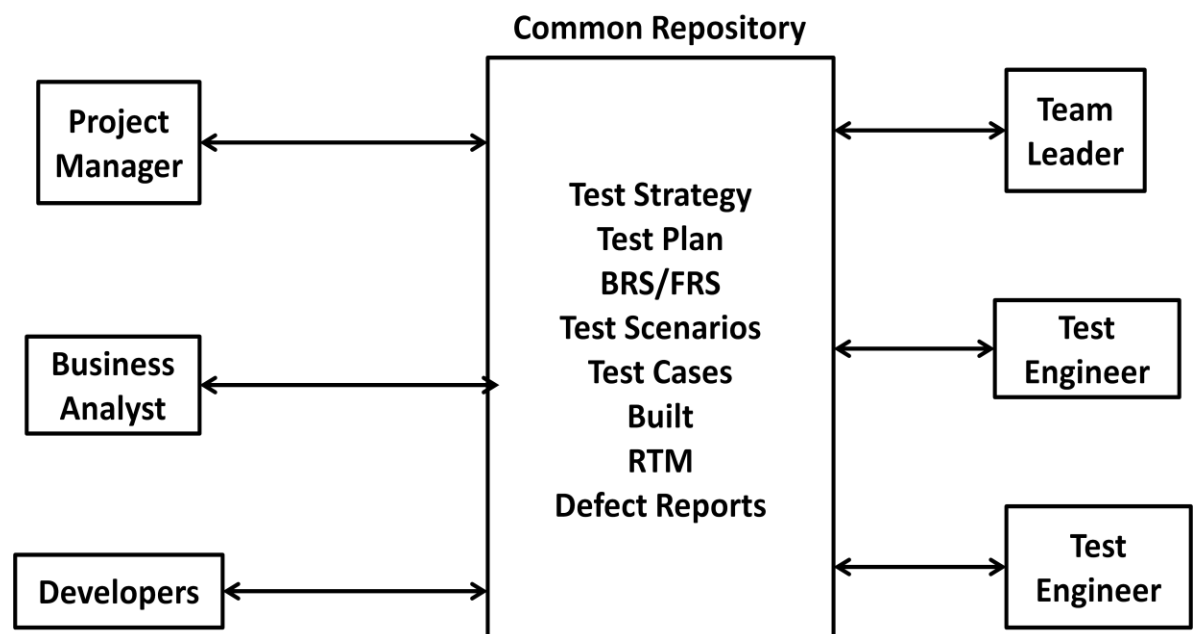 Common Repository
Project
Manager
Business
Analyst
Developers
Test Strategy
Test Plan
BRS/FRS
Test Scenarios
Test Cases
Built
RTM
Defect Reports
Team
Leader
Test
Engineer
Test
Engineer